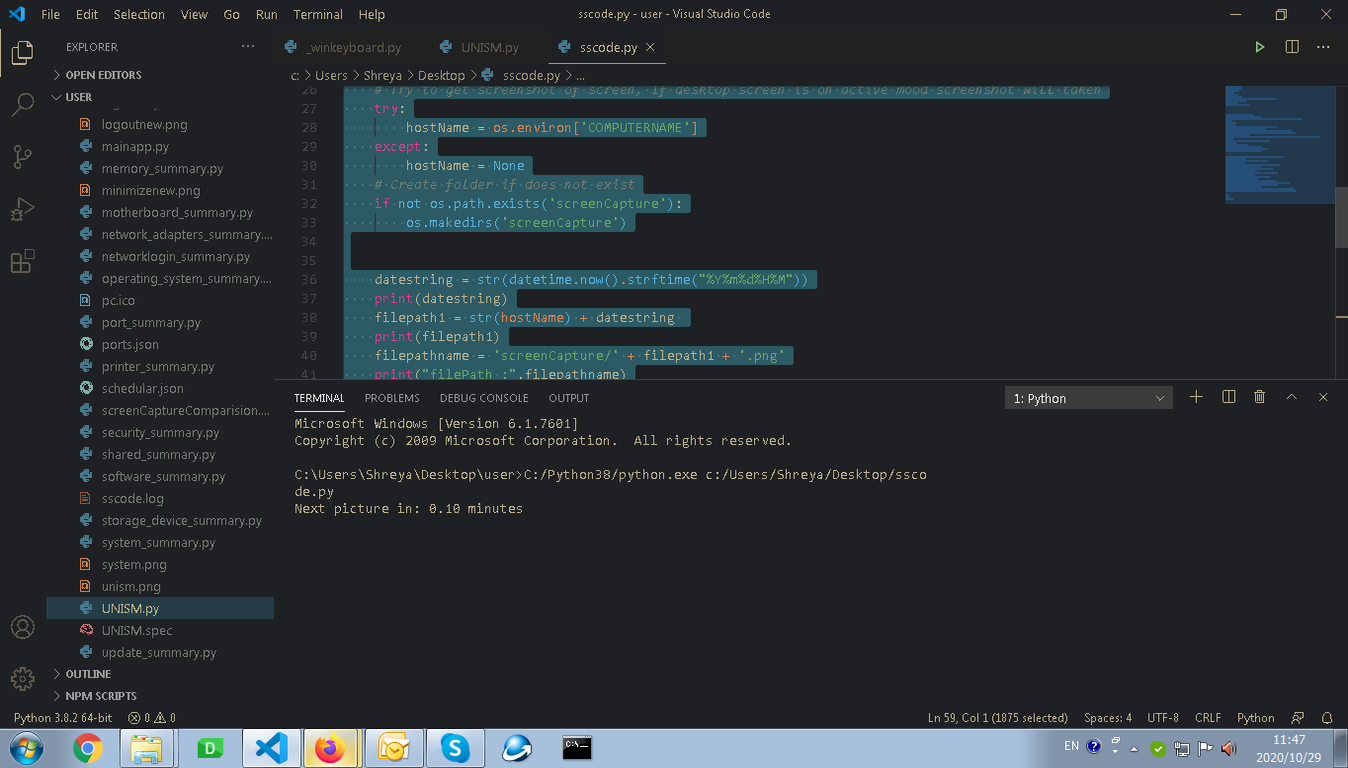 File Edit Selection View Go Run Terminal Help sscode.py - user - Visual Studio Code
EXPLORER
OPEN EDITORS
USER
logoutnew.png
mainapp.py
memory_summary.py
minimizenew.png
motherboard_summary.py
network_adapters_summary....
networklogin_summary.py
operating_system_summary....
pc.ico
port_summary.py
ports.json
printer_summary.py
schedular.json
screenCaptureComparision....
security_summary.py
shared_summary.py
software_summary.py
sscode.log
storage_device_summary.py
system_summary.py
system.png
unism.png
UNISM.py
UNISM.spec
update_summary.py
OUTLINE
NPM SCRIPTS
_winkeyboard.py UNISM.py sscode.py
c: > Users > Shreya > Desktop > sscode.py > ...
26 # Try to get screenshot of screen, If desktop screen is on active mood screenshot will taken
27 try:
28 hostName = os.environ['COMPUTERNAME']
29 except:
30 hostName = None
31 # Create folder if does not exist
32 if not os.path.exists('screenCapture'):
33 os.makedirs('screenCapture')
34
35
36 datestring = str(datetime.now().strftime("%Y%m%d%H%M"))
37 print(datestring)
38 filepath1 = str(hostName) + datestring
39 print(filepath1)
40 filepathname = 'screenCapture/' + filepath1 + '.png'
41 print("filePath :",filepathname)
TERMINAL PROBLEMS DEBUG CONSOLE OUTPUT 1: Python
Microsoft Windows [Version 6.1.7601]
Copyright (c) 2009 Microsoft Corporation.  All rights reserved.
C:\Users\Shreya\Desktop\user>C:/Python38/python.exe c:/Users/Shreya/Desktop/ssco
de.py
Next picture in: 0.10 minutes
Python 3.8.2 64-bit 0 0 Ln 59, Col 1 (1875 selected) Spaces: 4 UTF-8 CRLF Python
EN 11:47
2020/10/29